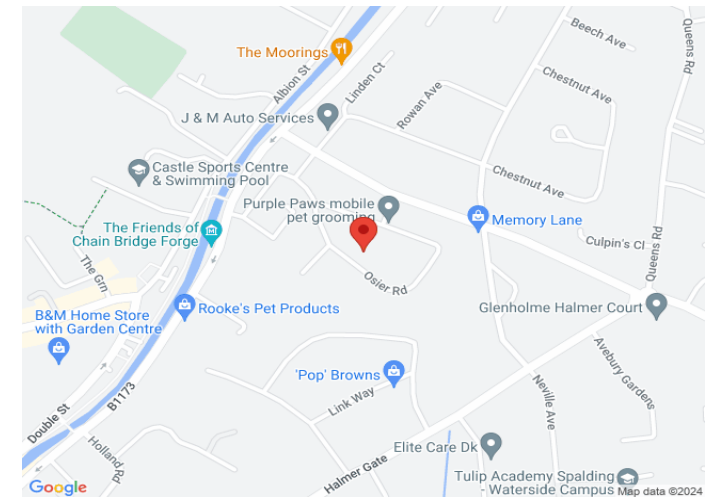 Beech Ave
Queens Rd
The Moorings
Albion St
Linden Ct
Chestnut Ave
Rowan Ave
J & M Auto Services
Castle Sports Centre
& Swimming Pool
Chestnut Ave
Purple Paws mobile
pet grooming
Memory Lane
The Friends of
Chain Bridge Forge
Culpin's Cl
Queens Rd
The Grn
Osier Rd
B&M Home Store
with Garden Centre
Rooke's Pet Products
Glenholme Halmer Court
Avebury Gardens
'Pop' Browns
Link Way
Neville Ave
Double St
B1173
Holland Rd
Elite Care Dk
Halmer Gate
Tulip Academy Spalding
- Waterside Campus
Google
Map data ©2024